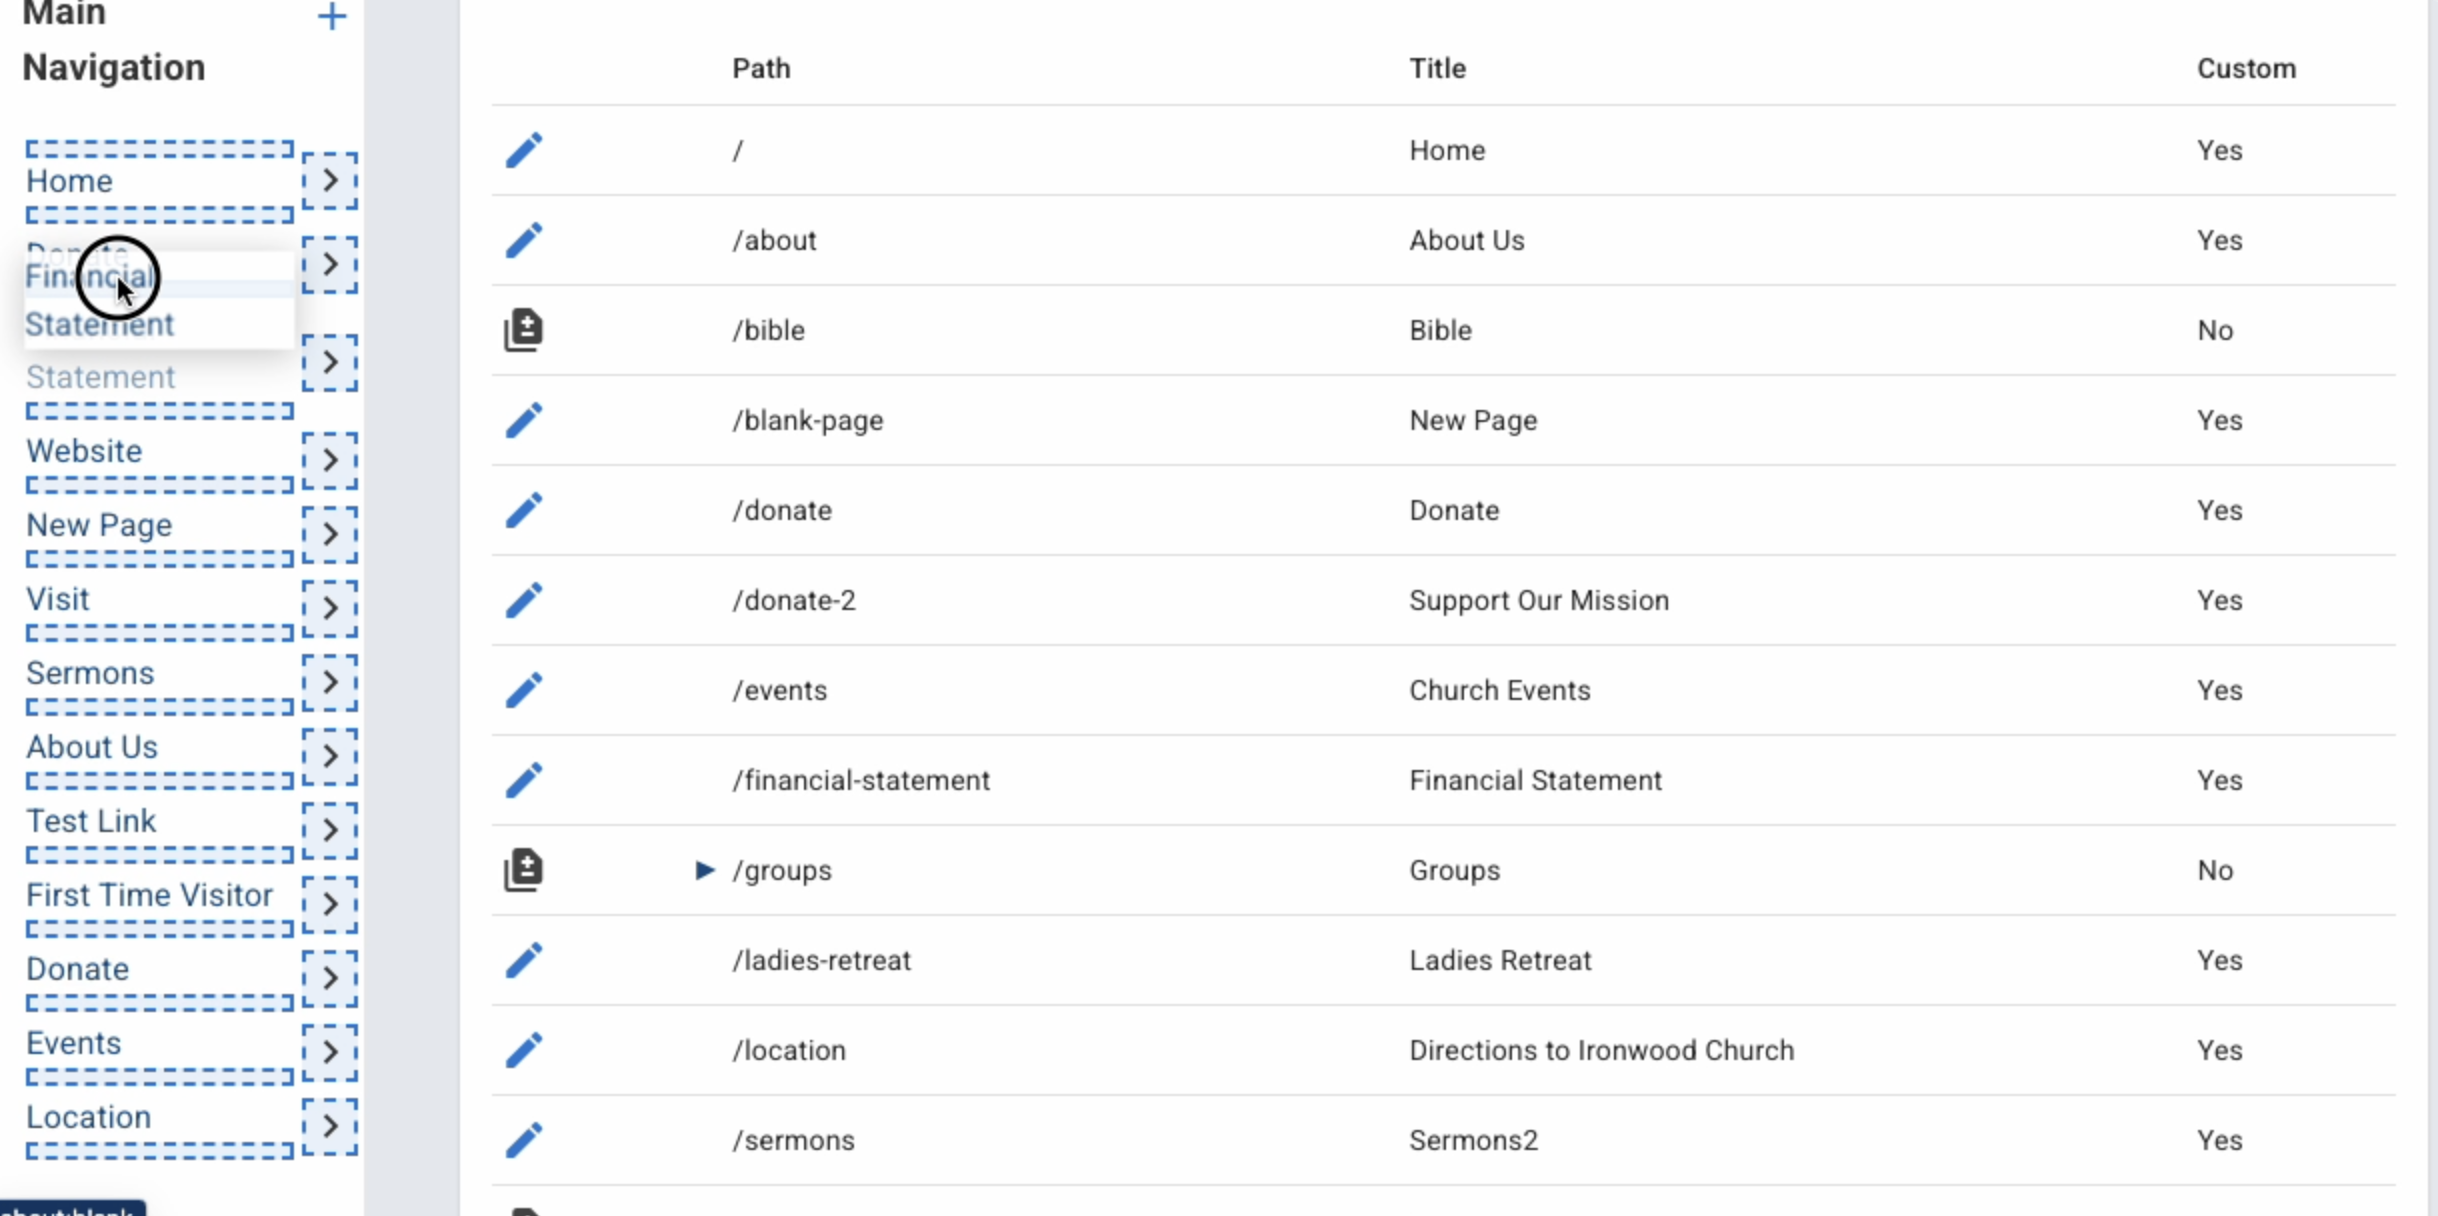 Main
Navigation
Home
Donate
Financial
Statement
Statement
Website
New Page
Visit
Sermons
About Us
Test Link
First Time Visitor
Donate
Events
Location
about:blank
Path Title Custom
/ Home Yes
/about About Us Yes
/bible Bible No
/blank-page New Page Yes
/donate Donate Yes
/donate-2 Support Our Mission Yes
/events Church Events Yes
/financial-statement Financial Statement Yes
/groups Groups No
/ladies-retreat Ladies Retreat Yes
/location Directions to Ironwood Church Yes
/sermons Sermons2 Yes